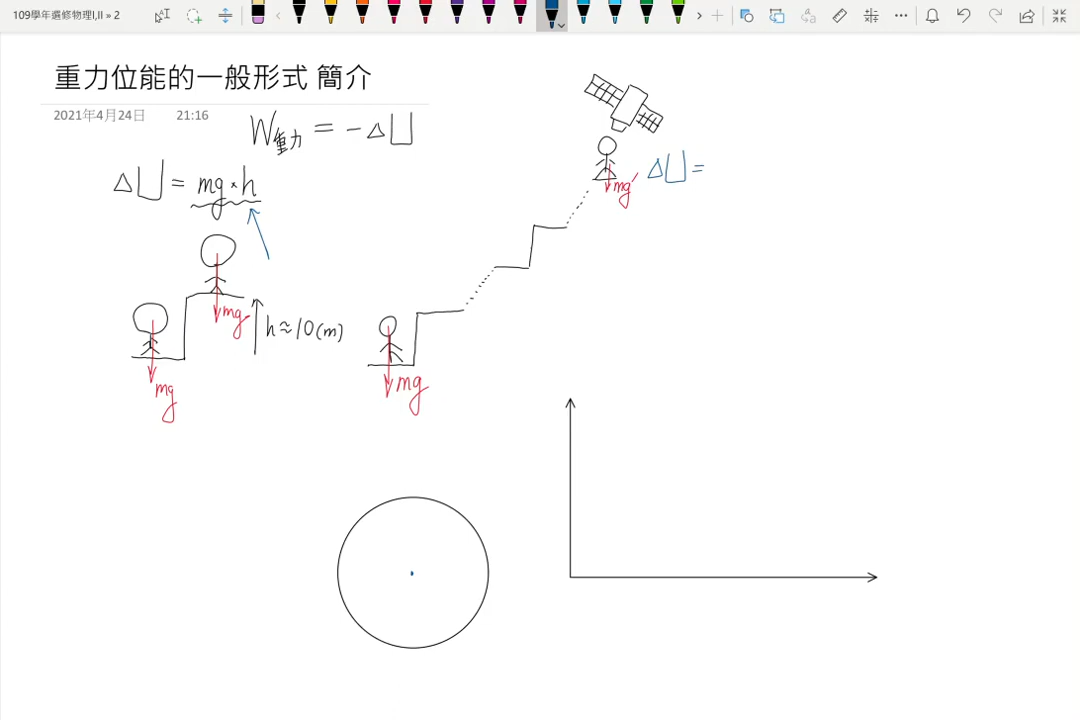 109學年選修物理I,II » 2
重力位能的一般形式 簡介
2021年4月24日 21:16
W重力 = -ΔU
ΔU = mg × h
ΔU =
mg'
mg
h ≈ 10(m)
mg
mg